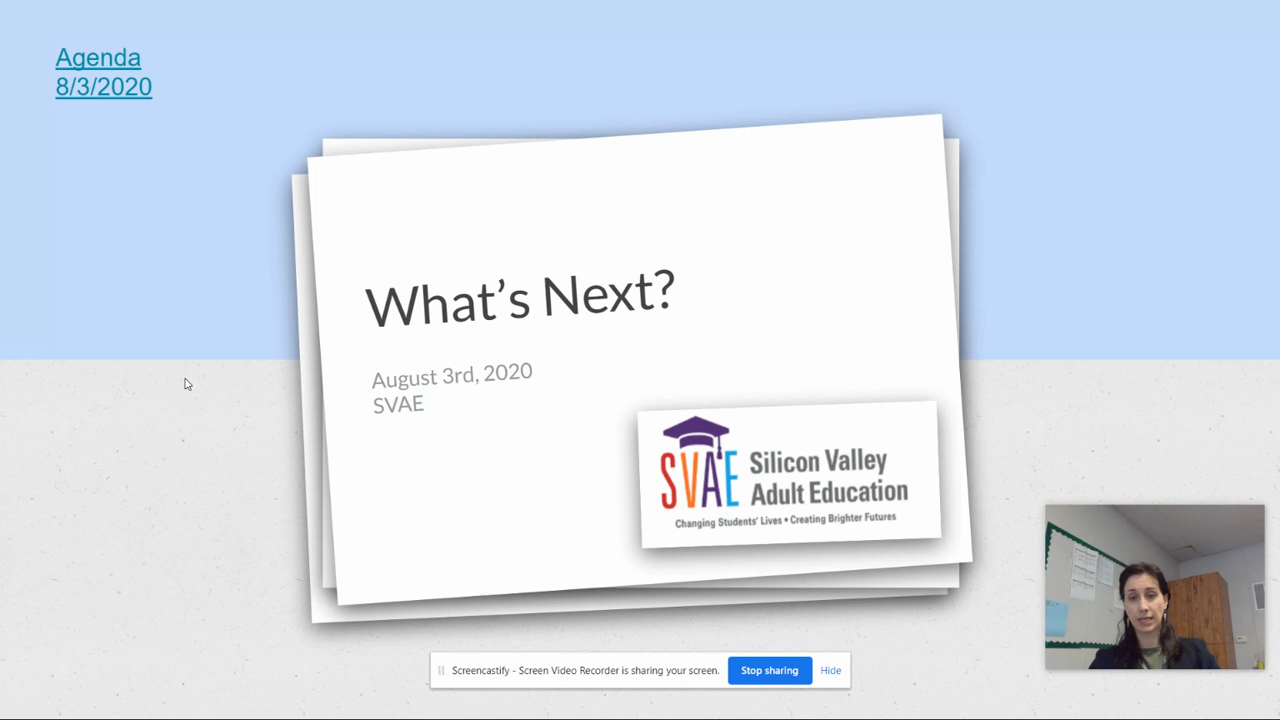 Agenda
8/3/2020
What's Next?
August 3rd, 2020
SVAE
SVAE
Silicon Valley
Adult Education
Changing Students' Lives • Creating Brighter Futures
Screencastify - Screen Video Recorder is sharing your screen.
Stop sharing
Hide